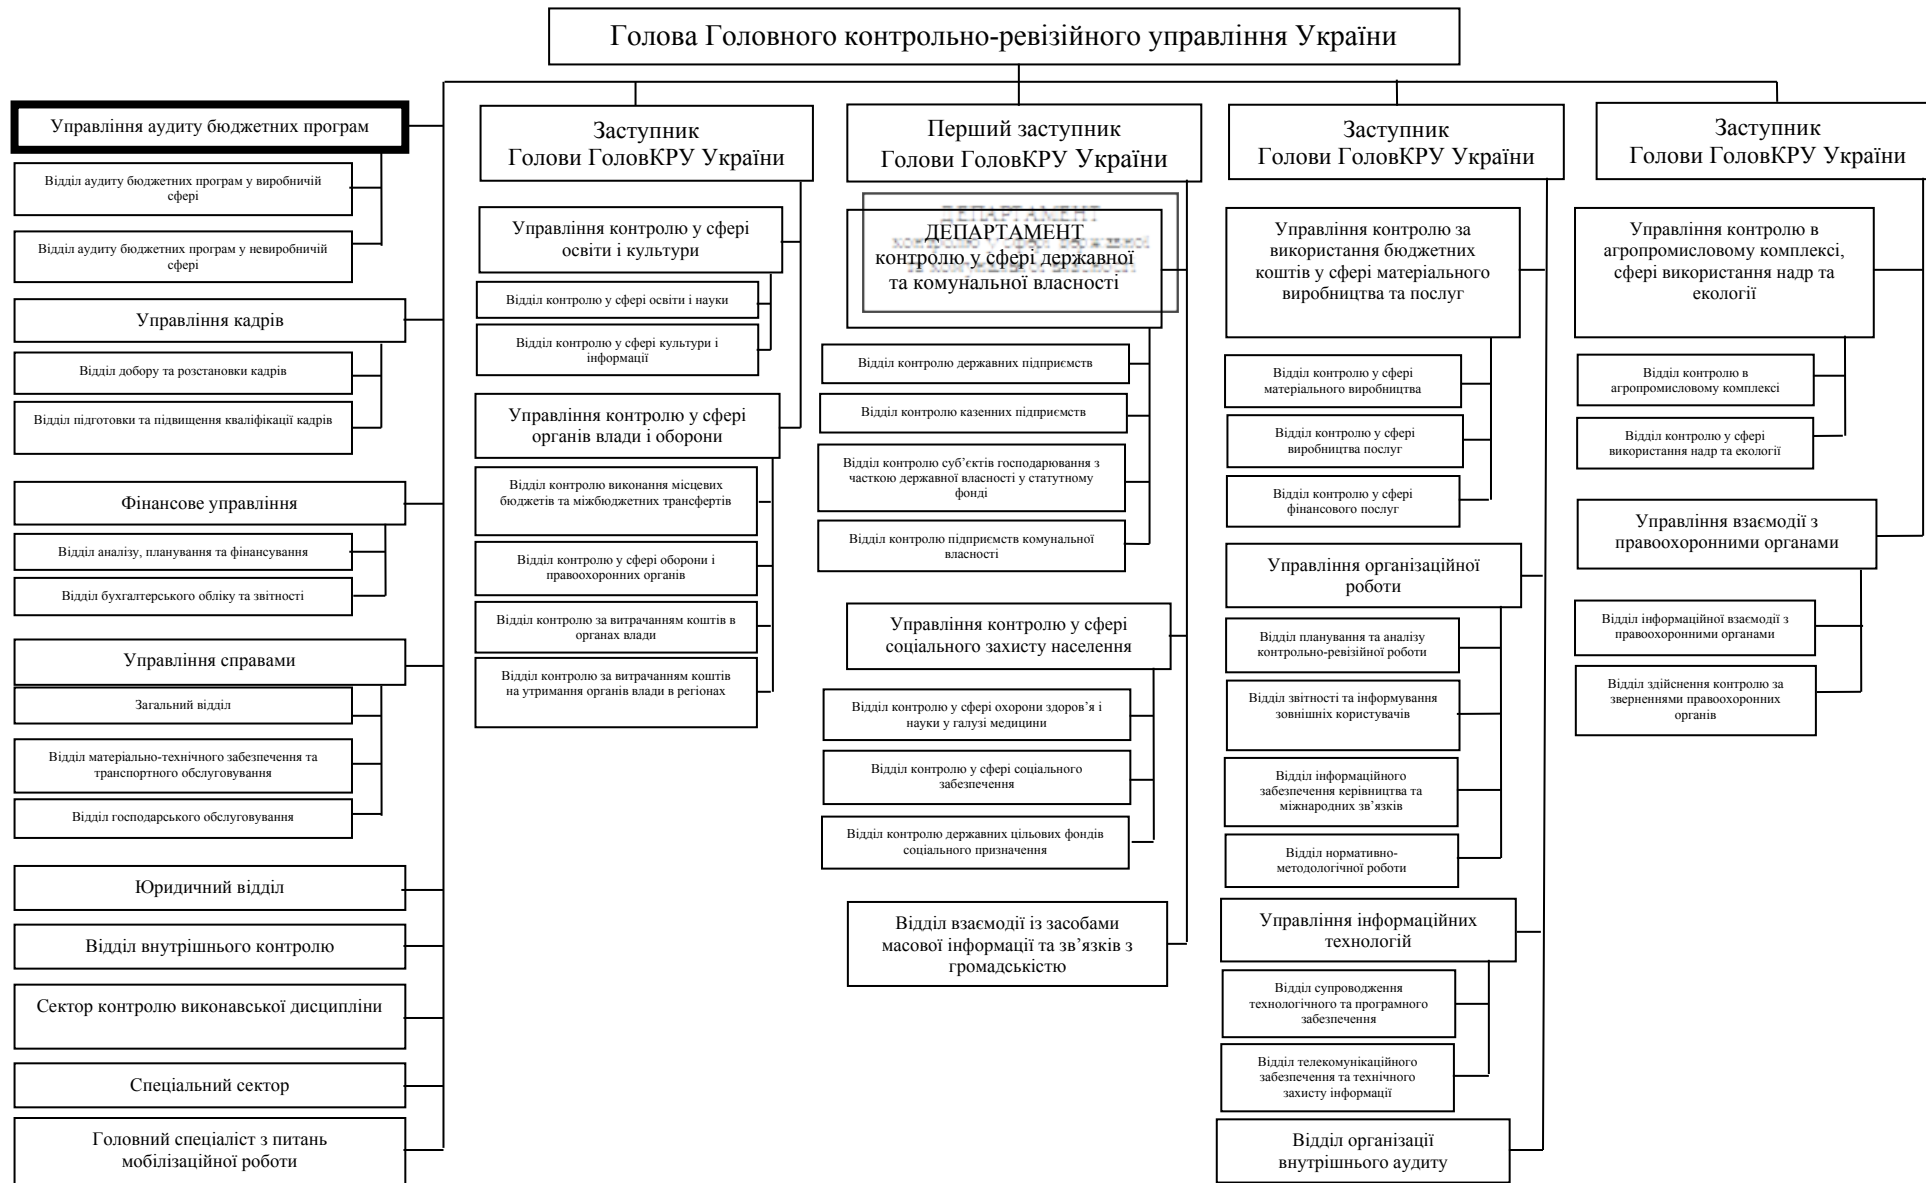 Голова Головного контрольно-ревізійного управління України
Управління аудиту бюджетних програм
Відділ аудиту бюджетних програм у виробничій
сфері
Відділ аудиту бюджетних програм у невиробничій
сфері
Управління кадрів
Відділ добору та розстановки кадрів
Відділ підготовки та підвищення кваліфікації кадрів
Фінансове управління
Відділ аналізу, планування та фінансування
Відділ бухгалтерського обліку та звітності
Управління справами
Загальний відділ
Відділ матеріально-технічного забезпечення та
транспортного обслуговування
Відділ господарського обслуговування
Юридичний відділ
Відділ внутрішнього контролю
Сектор контролю виконавської дисципліни
Спеціальний сектор
Головний спеціаліст з питань
мобілізаційної роботи
Заступник
Голови ГоловКРУ України
Управління контролю у сфері
освіти і культури
Відділ контролю у сфері освіти і науки
Відділ контролю у сфері культури і
інформації
Управління контролю у сфері
органів влади і оборони
Відділ контролю виконання місцевих
бюджетів та міжбюджетних трансфертів
Відділ контролю у сфері оборони і
правоохоронних органів
Відділ контролю за витрачанням коштів в
органах влади
Відділ контролю за витрачанням коштів
на утримання органів влади в регіонах
Перший заступник
Голови ГоловКРУ України
ДЕПАРТАМЕНТ
контролю у сфері державної
та комунальної власності
ДЕПАРТАМЕНТ
контролю у сфері державної
та комунальної власності
Відділ контролю державних підприємств
Відділ контролю казенних підприємств
Відділ контролю суб’єктів господарювання з
часткою державної власності у статутному
фонді
Відділ контролю підприємств комунальної
власності
Управління контролю у сфері
соціального захисту населення
Відділ контролю у сфері охорони здоров’я і
науки у галузі медицини
Відділ контролю у сфері соціального
забезпечення
Відділ контролю державних цільових фондів
соціального призначення
Відділ взаємодії із засобами
масової інформації та зв’язків з
громадськістю
Заступник
Голови ГоловКРУ України
Управління контролю за
використання бюджетних
коштів у сфері матеріального
виробництва та послуг
Відділ контролю у сфері
матеріального виробництва
Відділ контролю у сфері
виробництва послуг
Відділ контролю у сфері
фінансового послуг
Управління організаційної
роботи
Відділ планування та аналізу
контрольно-ревізійної роботи
Відділ звітності та інформування
зовнішніх користувачів
Відділ інформаційного
забезпечення керівництва та
міжнародних зв’язків
Відділ нормативно-
методологічної роботи
Управління інформаційних
технологій
Відділ супроводження
технологічного та програмного
забезпечення
Відділ телекомунікаційного
забезпечення та технічного
захисту інформації
Відділ організації
внутрішнього аудиту
Заступник
Голови ГоловКРУ України
Управління контролю в
агропромисловому комплексі,
сфері використання надр та
екології
Відділ контролю в
агропромисловому комплексі
Відділ контролю у сфері
використання надр та екології
Управління взаємодії з
правоохоронними органами
Відділ інформаційної взаємодії з
правоохоронними органами
Відділ здійснення контролю за
зверненнями правоохоронних
органів